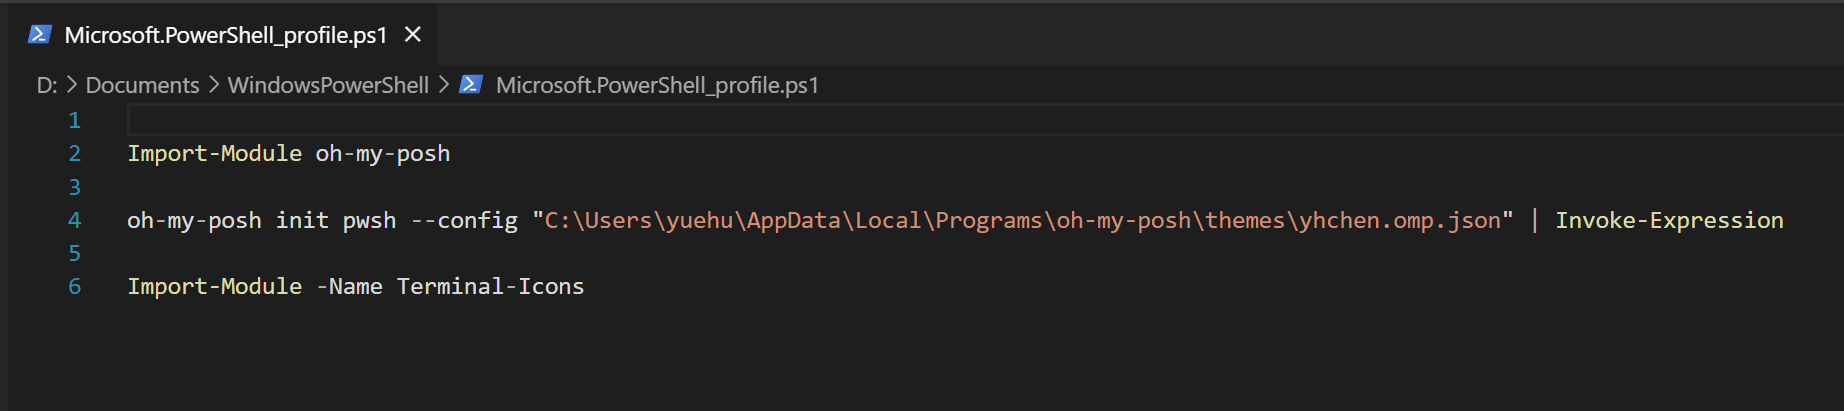 Microsoft.PowerShell_profile.ps1
D: > Documents > WindowsPowerShell > Microsoft.PowerShell_profile.ps1
1
2 Import-Module oh-my-posh
3
4 oh-my-posh init pwsh --config "C:\Users\yuehu\AppData\Local\Programs\oh-my-posh\themes\yhchen.omp.json" | Invoke-Expression
5
6 Import-Module -Name Terminal-Icons